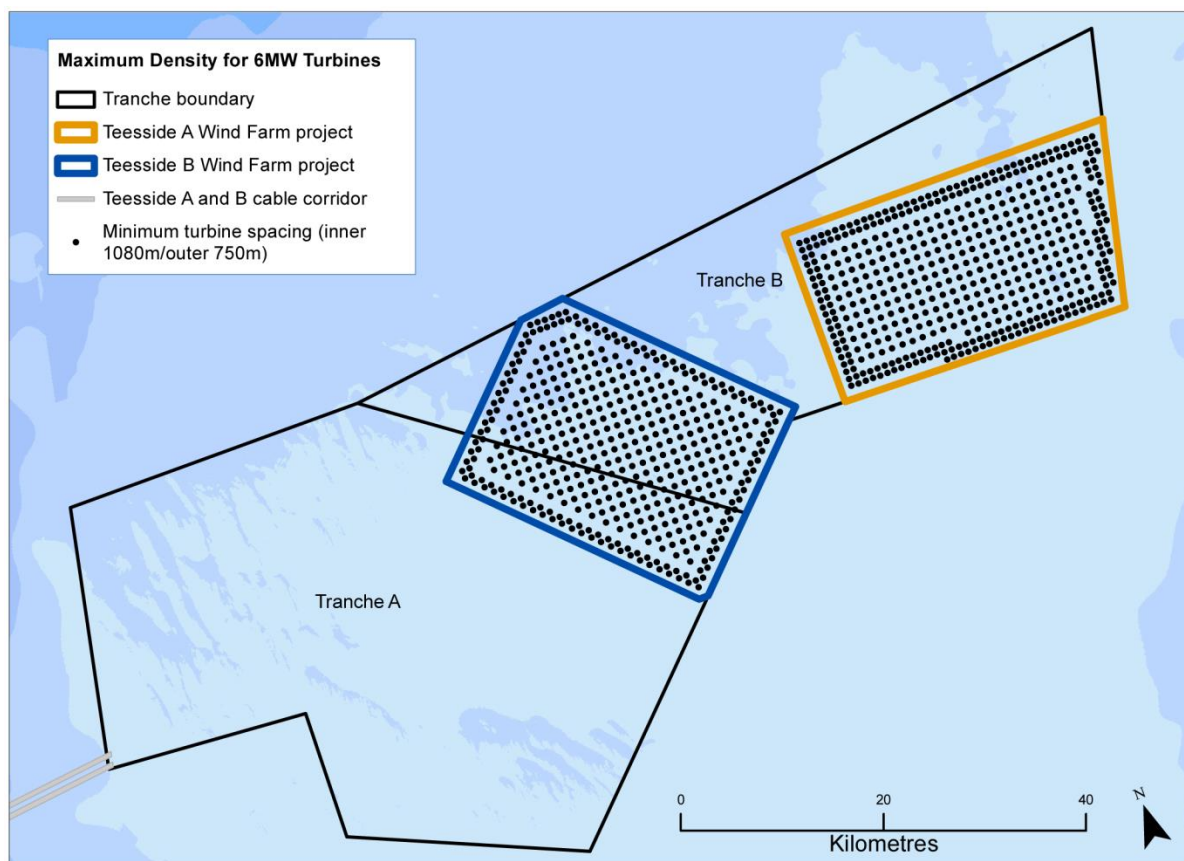 Maximum Density for 6MW Turbines
Tranche boundary
Teesside A Wind Farm project
Teesside B Wind Farm project
Teesside A and B cable corridor
Minimum turbine spacing (inner
1080m/outer 750m)
Tranche B
Tranche A
0 20 40
Kilometres
N